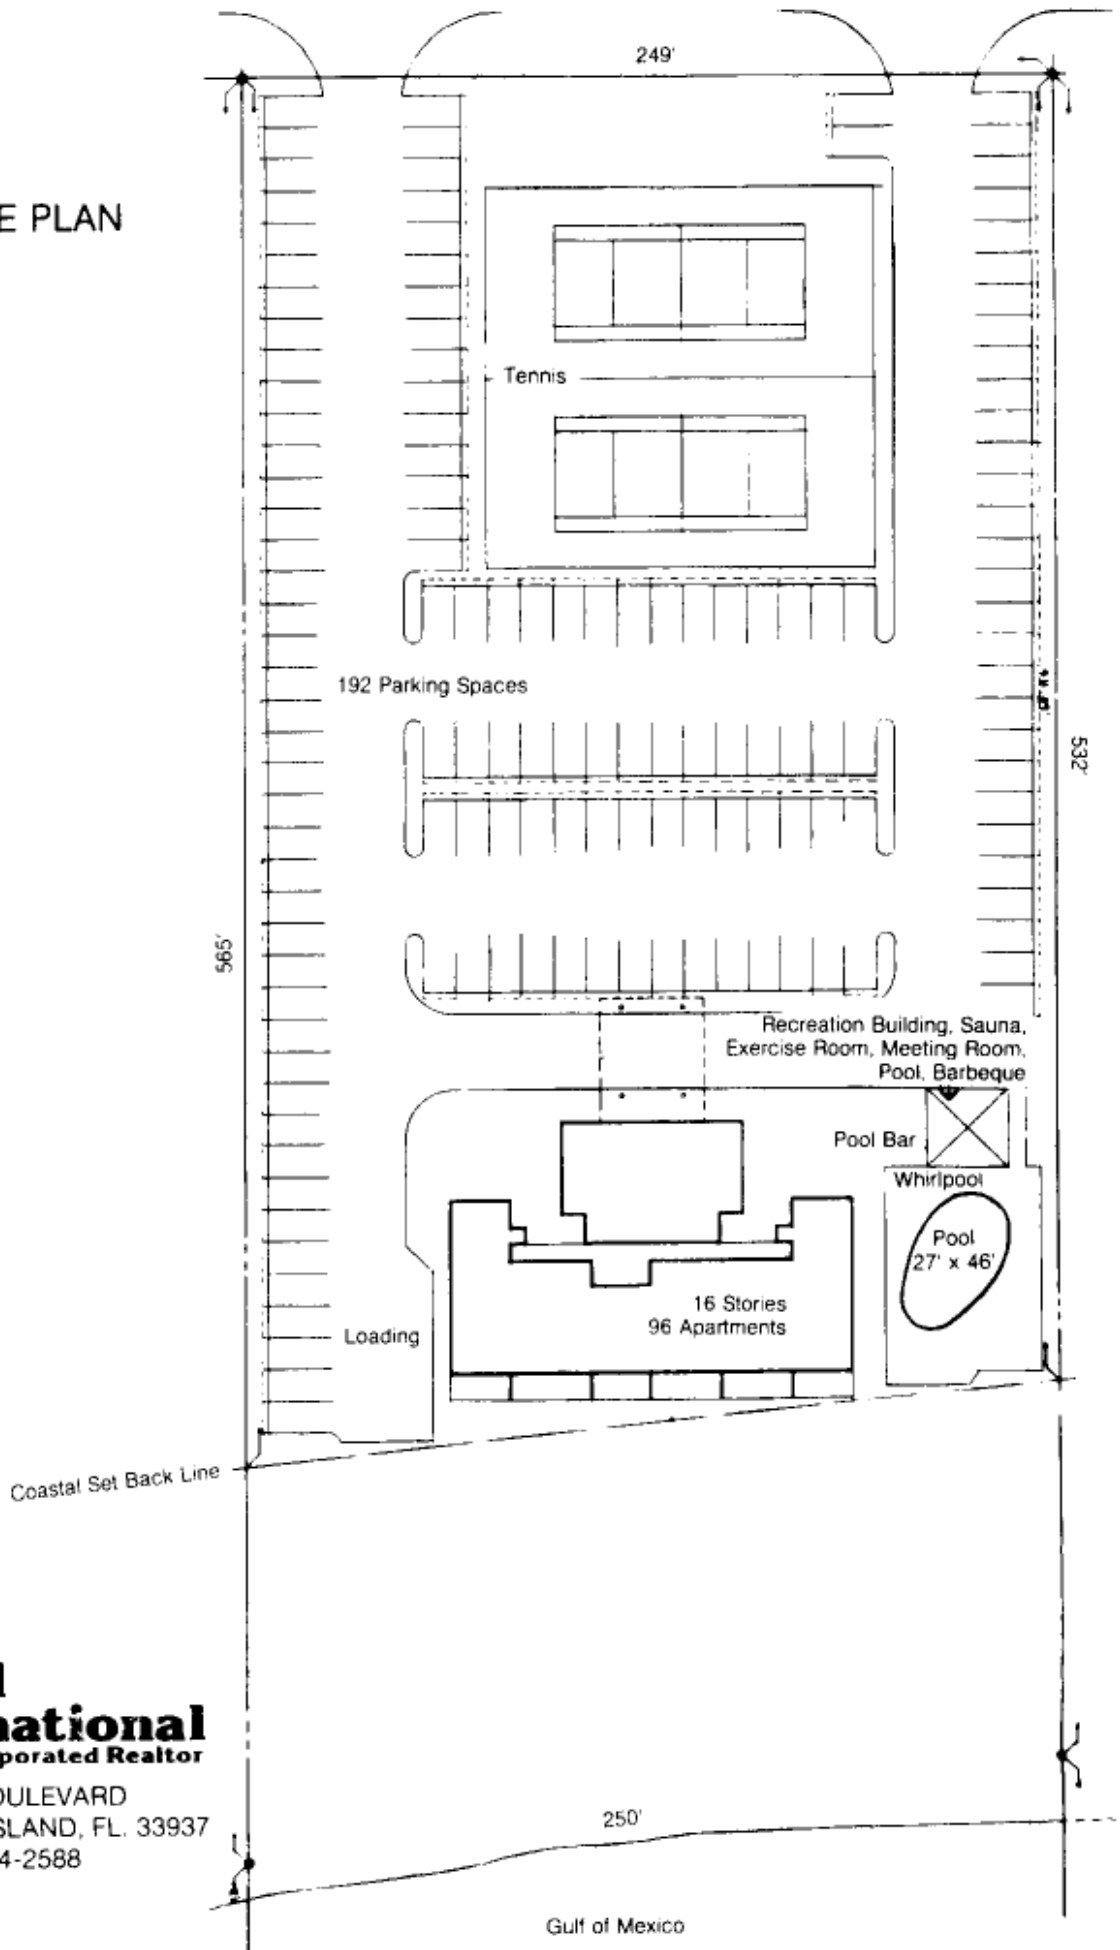 249'
E PLAN
Tennis
192 Parking Spaces
532'
565'
Recreation Building, Sauna,
Exercise Room, Meeting Room,
Pool, Barbeque
Pool Bar
Whirlpool
Pool
27' x 46'
16 Stories
96 Apartments
Loading
Coastal Set Back Line
national
porated Realtor
OULEVARD
SLAND, FL. 33937
4-2588
250'
Gulf of Mexico